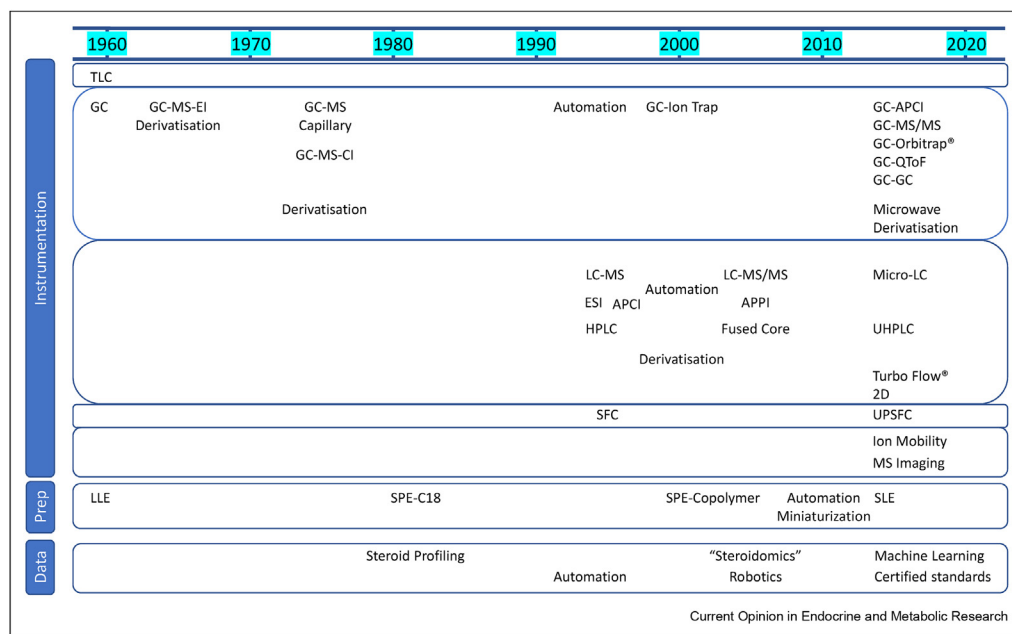 1960 1970 1980 1990 2000 2010 2020
Instrumentation
TLC
GC GC-MS-EI GC-MS Automation GC-Ion Trap GC-APCI
Derivatisation Capillary GC-MS/MS
GC-Orbitrap®
GC-MS-CI
GC-QToF
GC-GC
Derivatisation Microwave
Derivatisation
LC-MS LC-MS/MS Micro-LC
Automation
ESI APCI APPI
HPLC Fused Core UHPLC
Derivatisation
Turbo Flow®
2D
SFC UPSFC
Ion Mobility
MS Imaging
Prep
LLE SPE-C18 SPE-Copolymer Automation SLE
Miniaturization
Data
Steroid Profiling “Steroidomics” Machine Learning
Automation Robotics Certified standards
Current Opinion in Endocrine and Metabolic Research